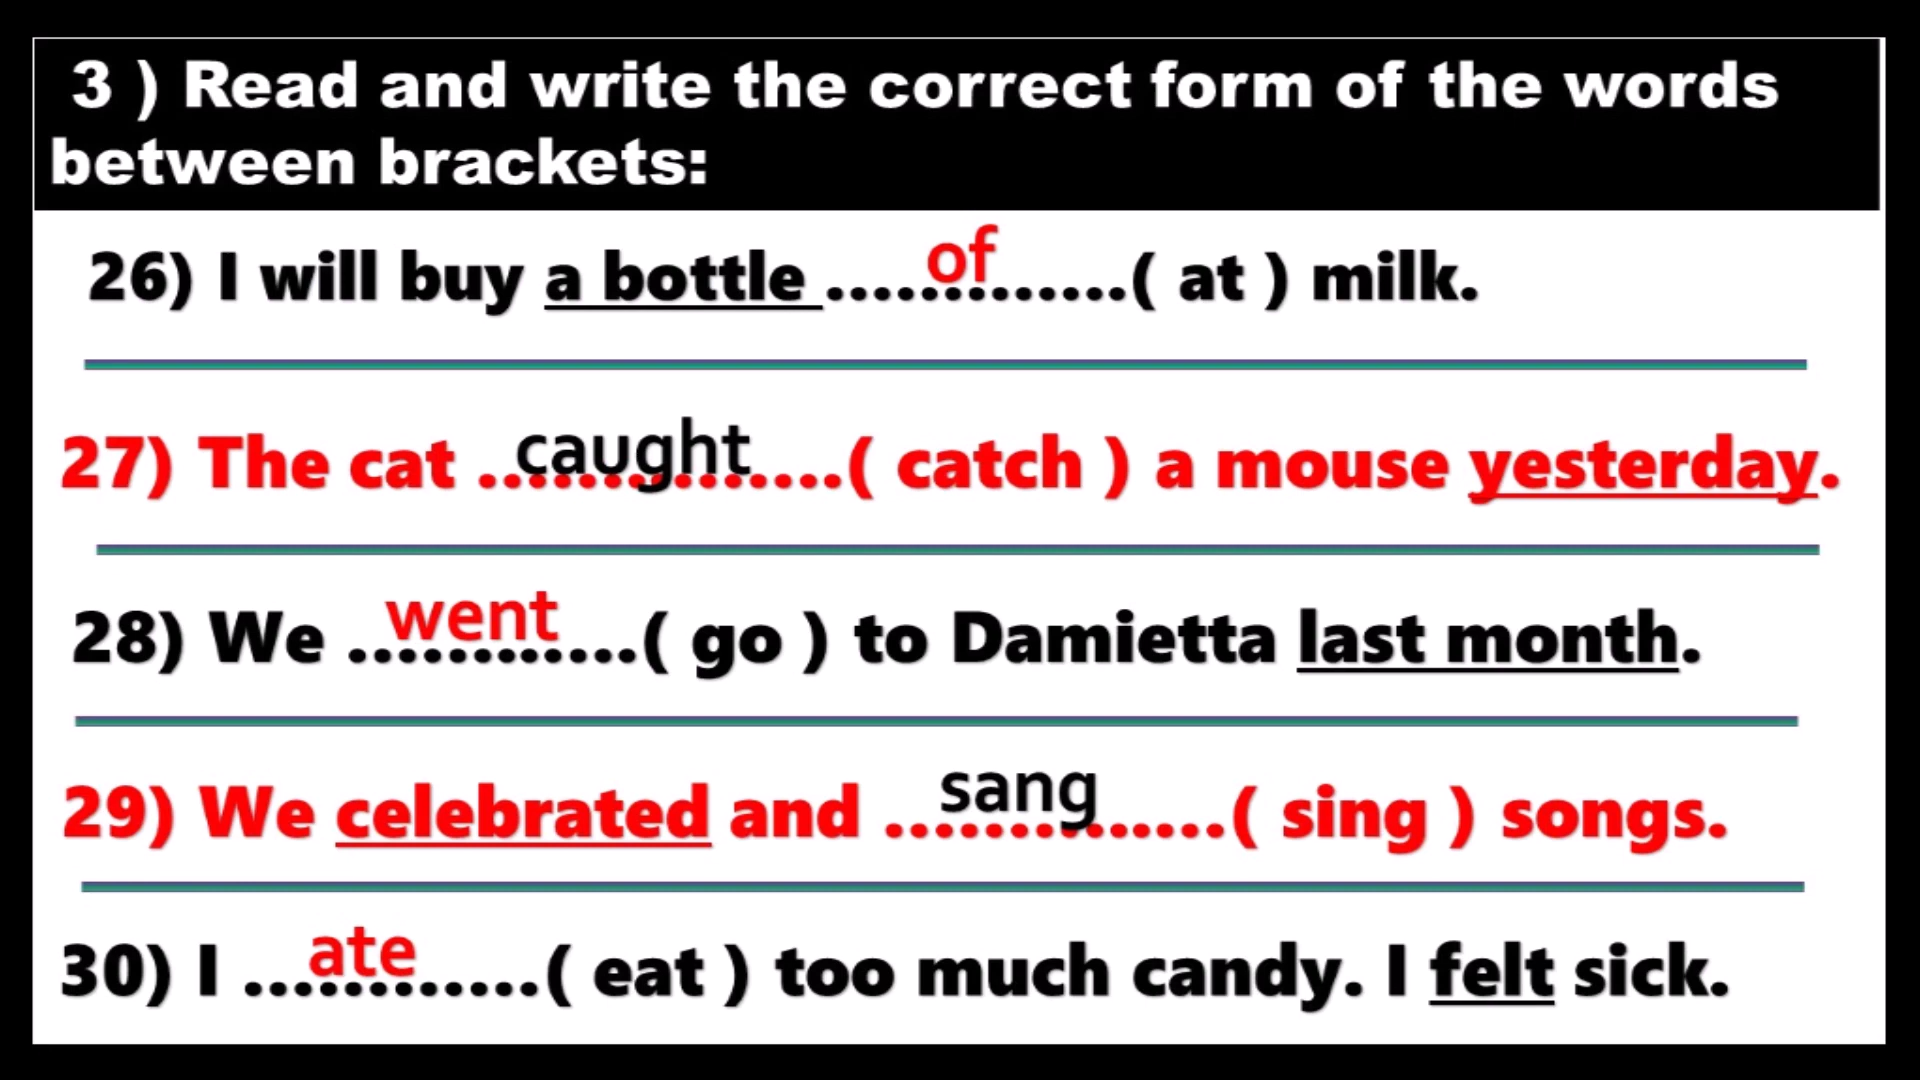 3 ) Read and write the correct form of the words
between brackets:
26) I will buy a bottle ......of.......( at ) milk.
27) The cat ..caught....( catch ) a mouse yesterday.
28) We ..went....( go ) to Damietta last month.
29) We celebrated and ...sang......( sing ) songs.
30) I ...ate......( eat ) too much candy. I felt sick.